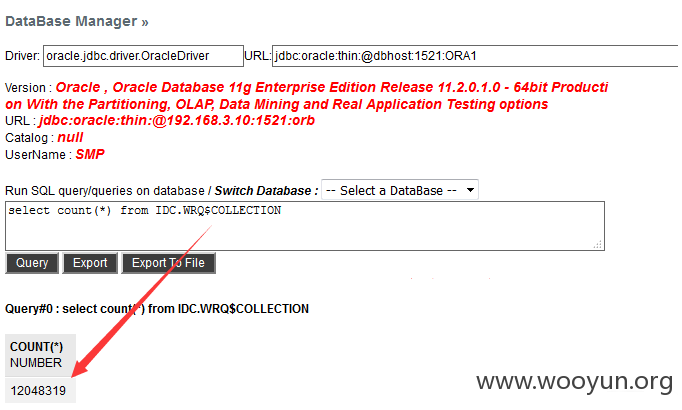 DataBase Manager »
Driver: oracle.jdbc.driver.OracleDriver URL: jdbc:oracle:thin:@dbhost:1521:ORA1
Version : Oracle , Oracle Database 11g Enterprise Edition Release 11.2.0.1.0 - 64bit Producti
on With the Partitioning, OLAP, Data Mining and Real Application Testing options
URL : jdbc:oracle:thin:@192.168.3.10:1521:orb
Catalog : null
UserName : SMP
Run SQL query/queries on database / Switch Database : -- Select a DataBase --
select count(*) from IDC.WRQ$COLLECTION
Query Export Export To File
Query#0 : select count(*) from IDC.WRQ$COLLECTION
COUNT(*)
NUMBER
12048319
www.wooyun.org